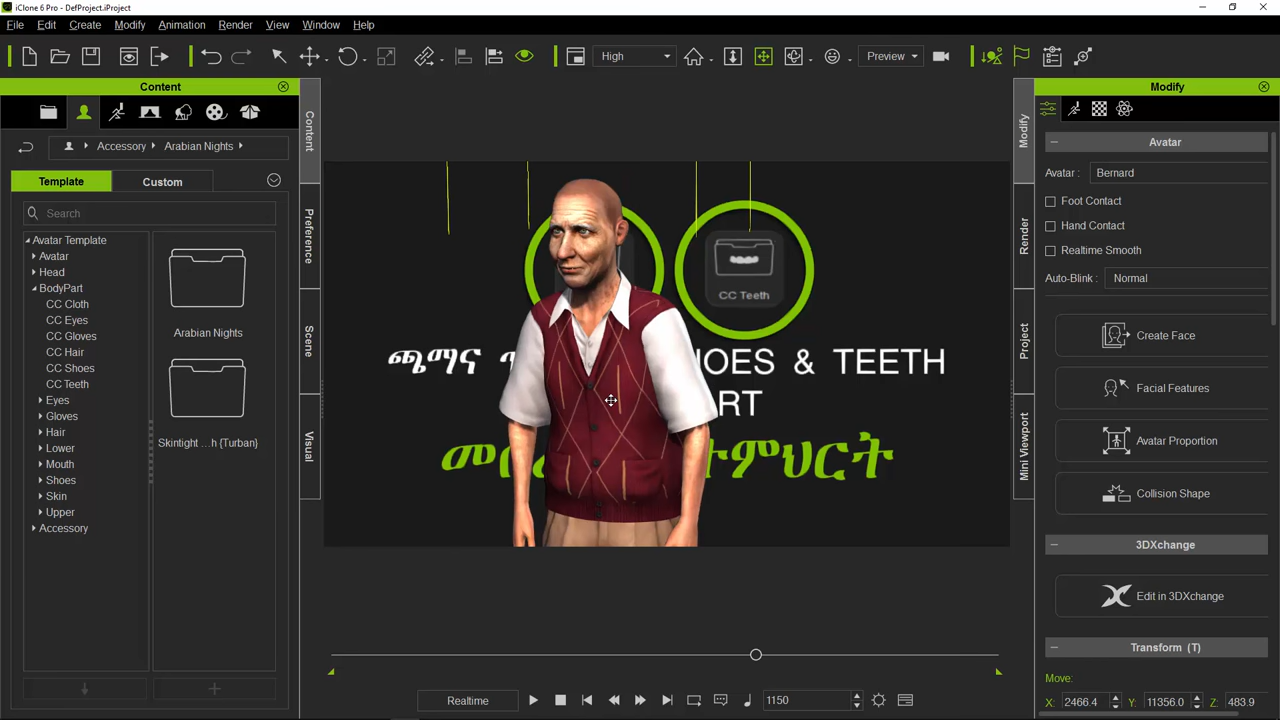 iClone 6 Pro - DefProject.iProject
File Edit Create Modify Animation Render View Window Help
High
Preview
Content
Modify
Accessory
Arabian Nights
Template
Custom
Search
Avatar Template
Avatar
Head
BodyPart
CC Cloth
CC Eyes
CC Gloves
CC Hair
CC Shoes
CC Teeth
Eyes
Gloves
Hair
Lower
Mouth
Shoes
Skin
Upper
Accessory
Arabian Nights
Skintight ...h {Turban}
Content
Preference
Scene
Visual
CC Teeth
ጫማና HOES & TEETH
ART
ትምህርት
Realtime
1150
Modify
Render
Project
Mini Viewport
Avatar
Avatar : Bernard
Foot Contact
Hand Contact
Realtime Smooth
Auto-Blink : Normal
Create Face
Facial Features
Avatar Proportion
Collision Shape
3DXchange
Edit in 3DXchange
Transform (T)
Move:
X: 2466.4 Y: 11356.0 Z: 483.9